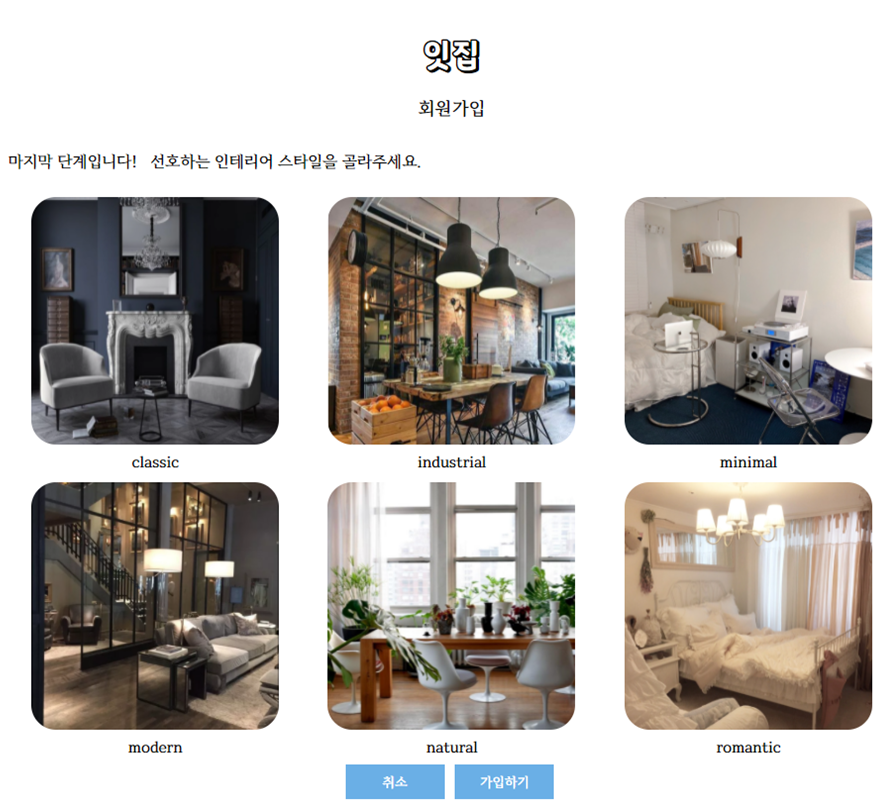 잇집
회원가입
마지막 단계입니다! 선호하는 인테리어 스타일을 골라주세요.
classic industrial minimal
modern natural romantic
취소 가입하기